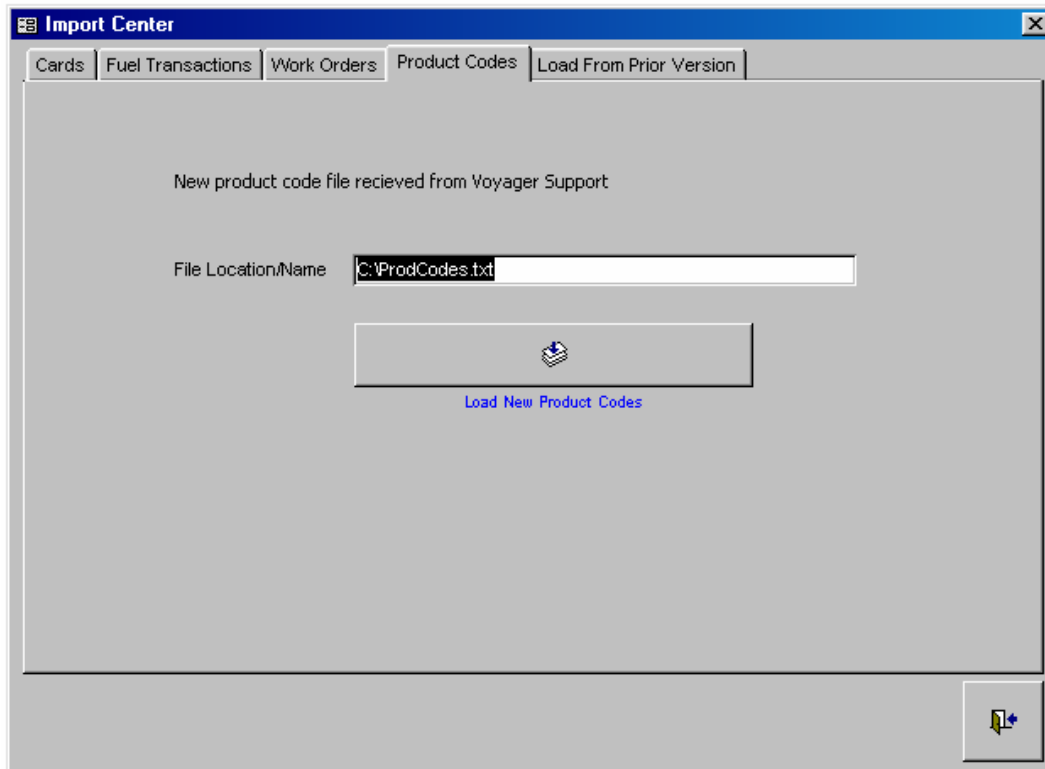 Import Center
Cards Fuel Transactions Work Orders Product Codes Load From Prior Version
New product code file recieved from Voyager Support
File Location/Name C:\ProdCodes.txt
Load New Product Codes